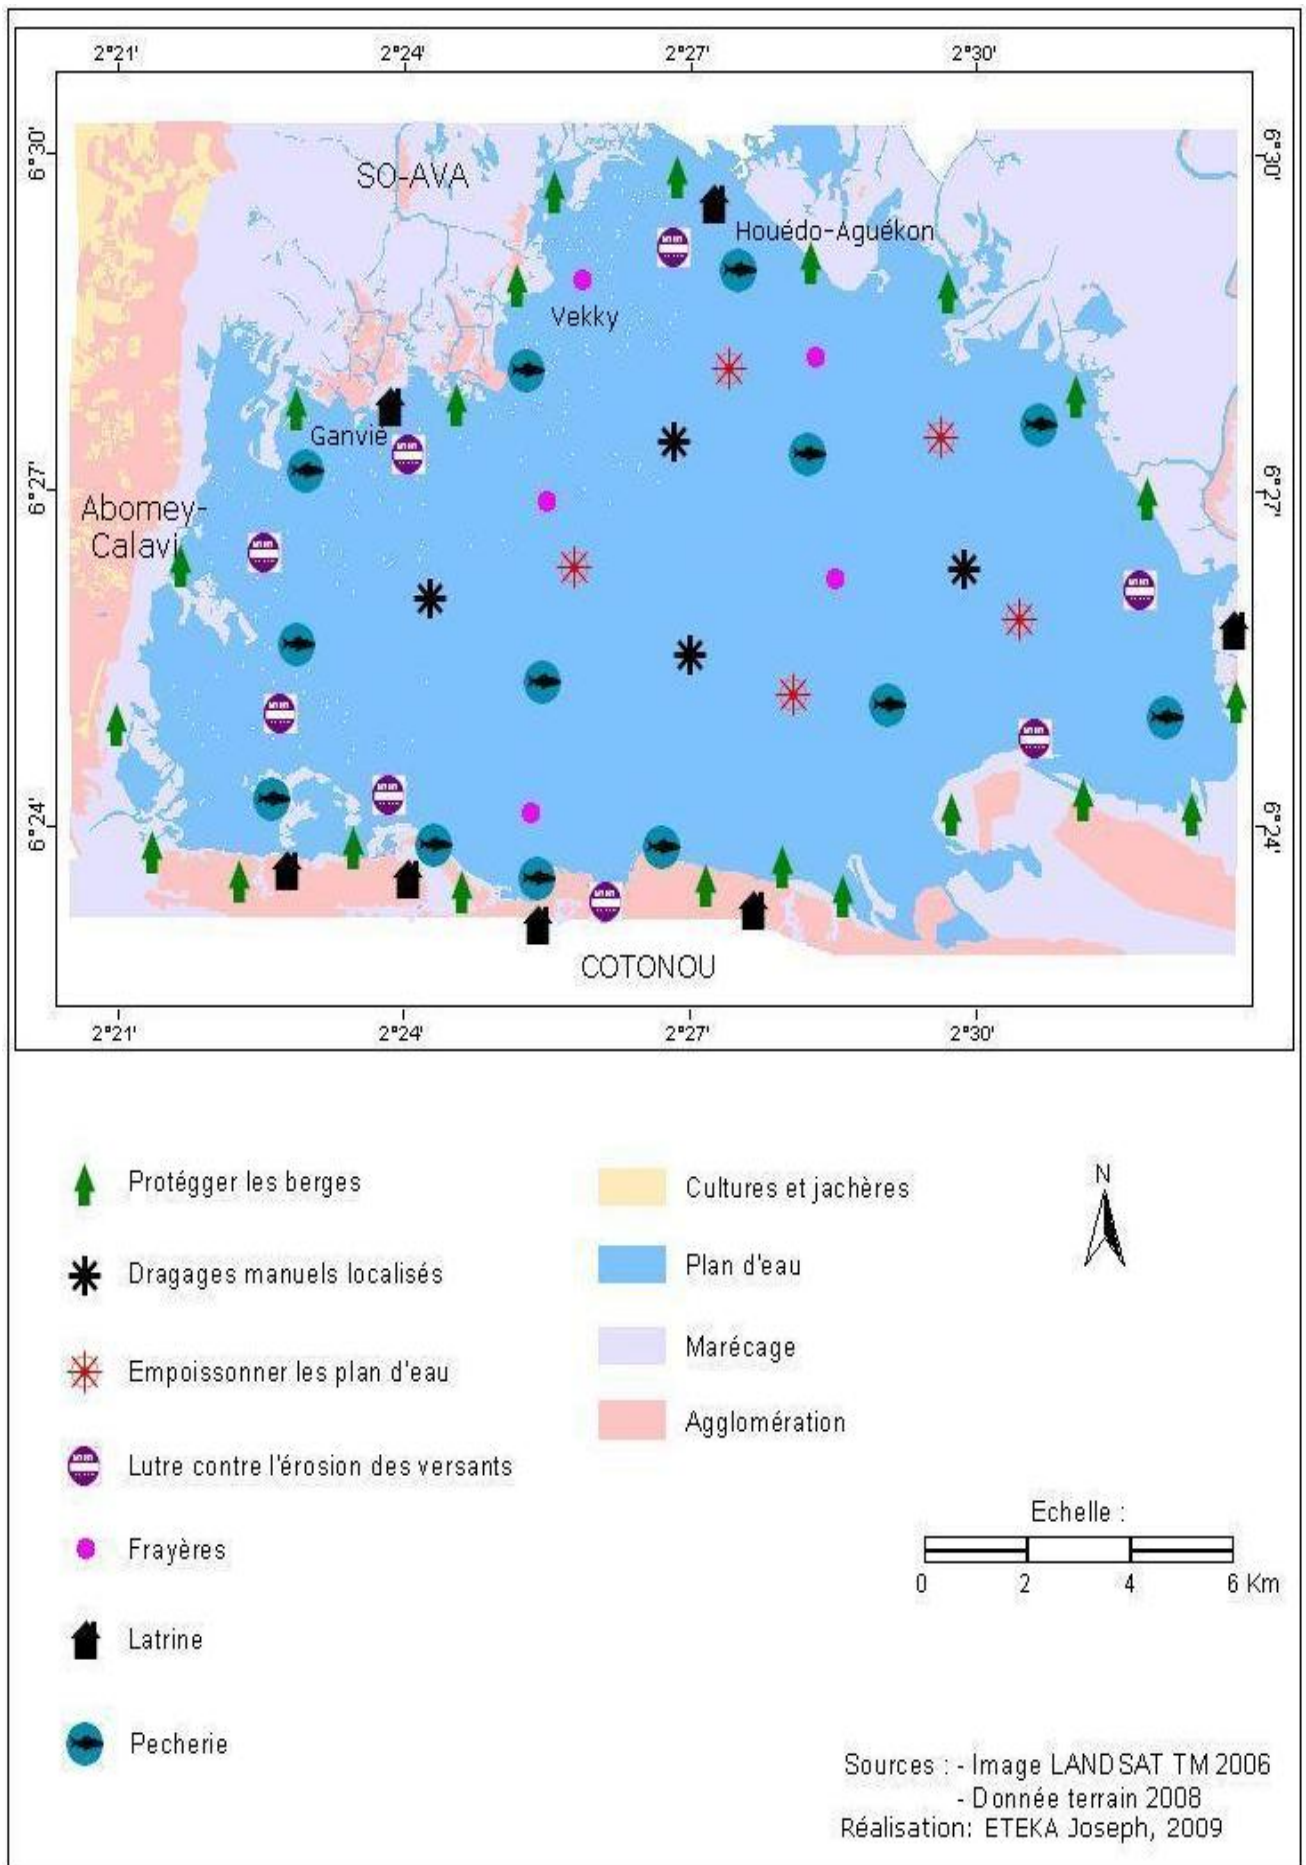 2°21' 2°24' 2°27' 2°30'
6°30' 6°30'
SO-AVA
Houédo-Aguékon
Vekky
Ganvié
6°27' 6°27'
Abomey-
Calavi
6°24' 6°24'
COTONOU
2°21' 2°24' 2°27' 2°30'
Protégger les berges
Dragages manuels localisés
Empoissonner les plan d'eau
Lutre contre l'érosion des versants
Frayères
Latrine
Pecherie
Cultures et jachères
Plan d'eau
Marécage
Agglomération
N
Echelle :
0 2 4 6 Km
Sources : - Image LANDSAT TM 2006
- Donnée terrain 2008
Réalisation: ETEKA Joseph, 2009